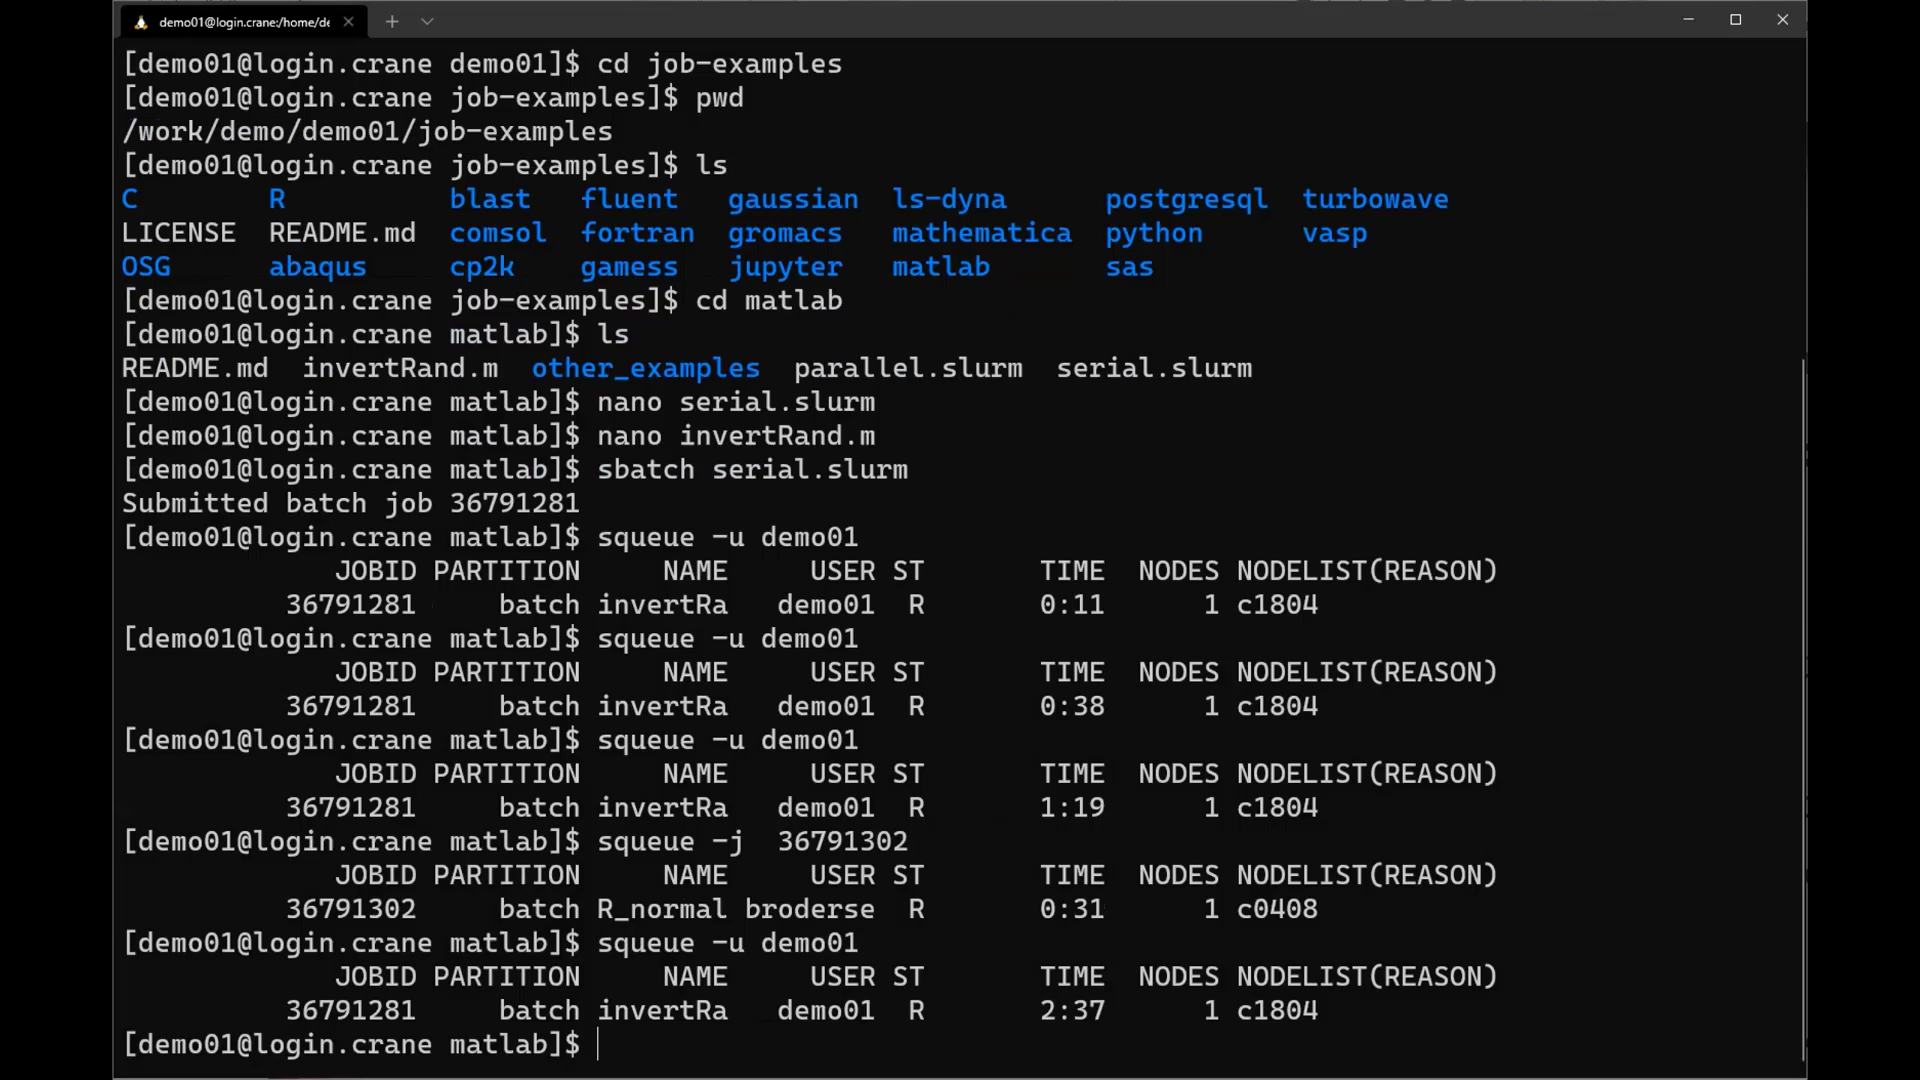 demo01@login.crane:/home/de
[demo01@login.crane demo01]$ cd job-examples
[demo01@login.crane job-examples]$ pwd
/work/demo/demo01/job-examples
[demo01@login.crane job-examples]$ ls
C R blast fluent gaussian ls-dyna postgresql turbowave
LICENSE README.md comsol fortran gromacs mathematica python vasp
OSG abaqus cp2k gamess jupyter matlab sas
[demo01@login.crane job-examples]$ cd matlab
[demo01@login.crane matlab]$ ls
README.md invertRand.m other_examples parallel.slurm serial.slurm
[demo01@login.crane matlab]$ nano serial.slurm
[demo01@login.crane matlab]$ nano invertRand.m
[demo01@login.crane matlab]$ sbatch serial.slurm
Submitted batch job 36791281
[demo01@login.crane matlab]$ squeue -u demo01
JOBID PARTITION NAME USER ST TIME NODES NODELIST(REASON)
36791281 batch invertRa demo01 R 0:11 1 c1804
[demo01@login.crane matlab]$ squeue -u demo01
JOBID PARTITION NAME USER ST TIME NODES NODELIST(REASON)
36791281 batch invertRa demo01 R 0:38 1 c1804
[demo01@login.crane matlab]$ squeue -u demo01
JOBID PARTITION NAME USER ST TIME NODES NODELIST(REASON)
36791281 batch invertRa demo01 R 1:19 1 c1804
[demo01@login.crane matlab]$ squeue -j  36791302
JOBID PARTITION NAME USER ST TIME NODES NODELIST(REASON)
36791302 batch R_normal broderse R 0:31 1 c0408
[demo01@login.crane matlab]$ squeue -u demo01
JOBID PARTITION NAME USER ST TIME NODES NODELIST(REASON)
36791281 batch invertRa demo01 R 2:37 1 c1804
[demo01@login.crane matlab]$